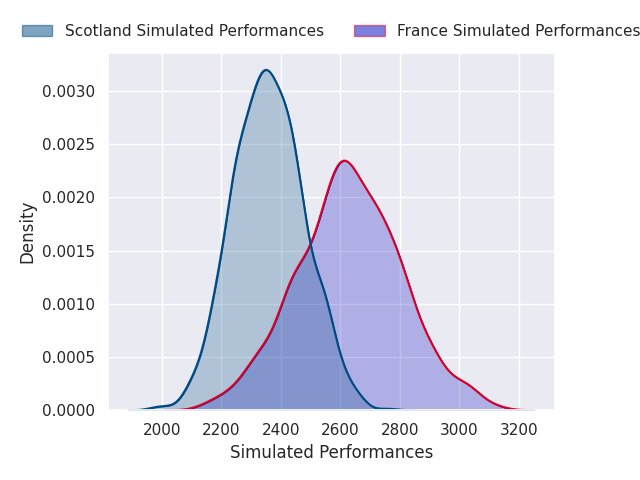 Scotland Simulated Performances France Simulated Performances
0.0030
0.0025
0.0020
0.0015
0.0010
0.0005
0.0000
Density
2000 2200 2400 2600 2800 3000 3200
Simulated Performances